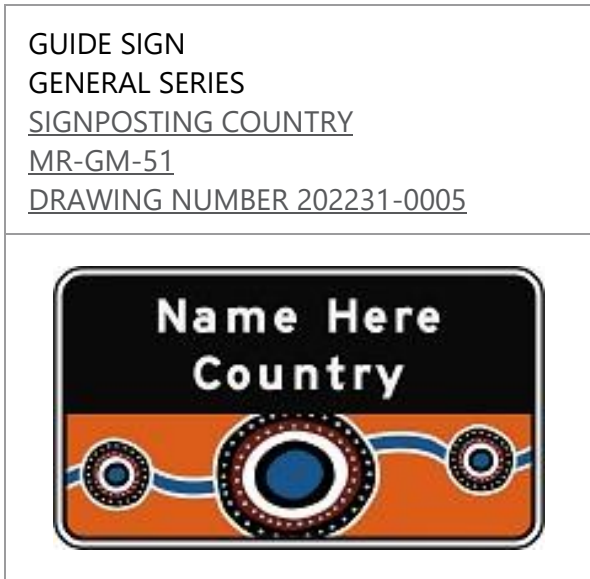 GUIDE SIGN
GENERAL SERIES
SIGNPOSTING COUNTRY
MR-GM-51
DRAWING NUMBER 202231-0005
Name Here
Country